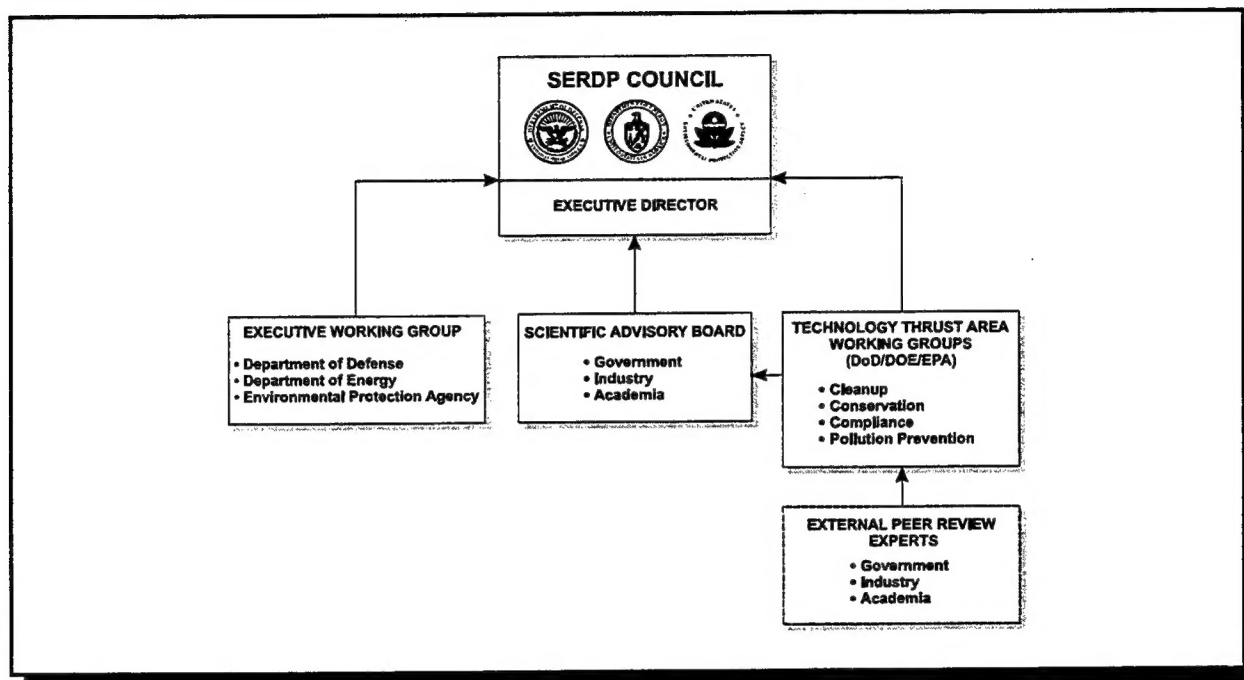 SERDP COUNCIL
EXECUTIVE DIRECTOR
EXECUTIVE WORKING GROUP
• Department of Defense
• Department of Energy
• Environmental Protection Agency
SCIENTIFIC ADVISORY BOARD
• Government
• Industry
• Academia
TECHNOLOGY THRUST AREA
WORKING GROUPS
(DoD/DOE/EPA)
• Cleanup
• Conservation
• Compliance
• Pollution Prevention
EXTERNAL PEER REVIEW
EXPERTS
• Government
• Industry
• Academia